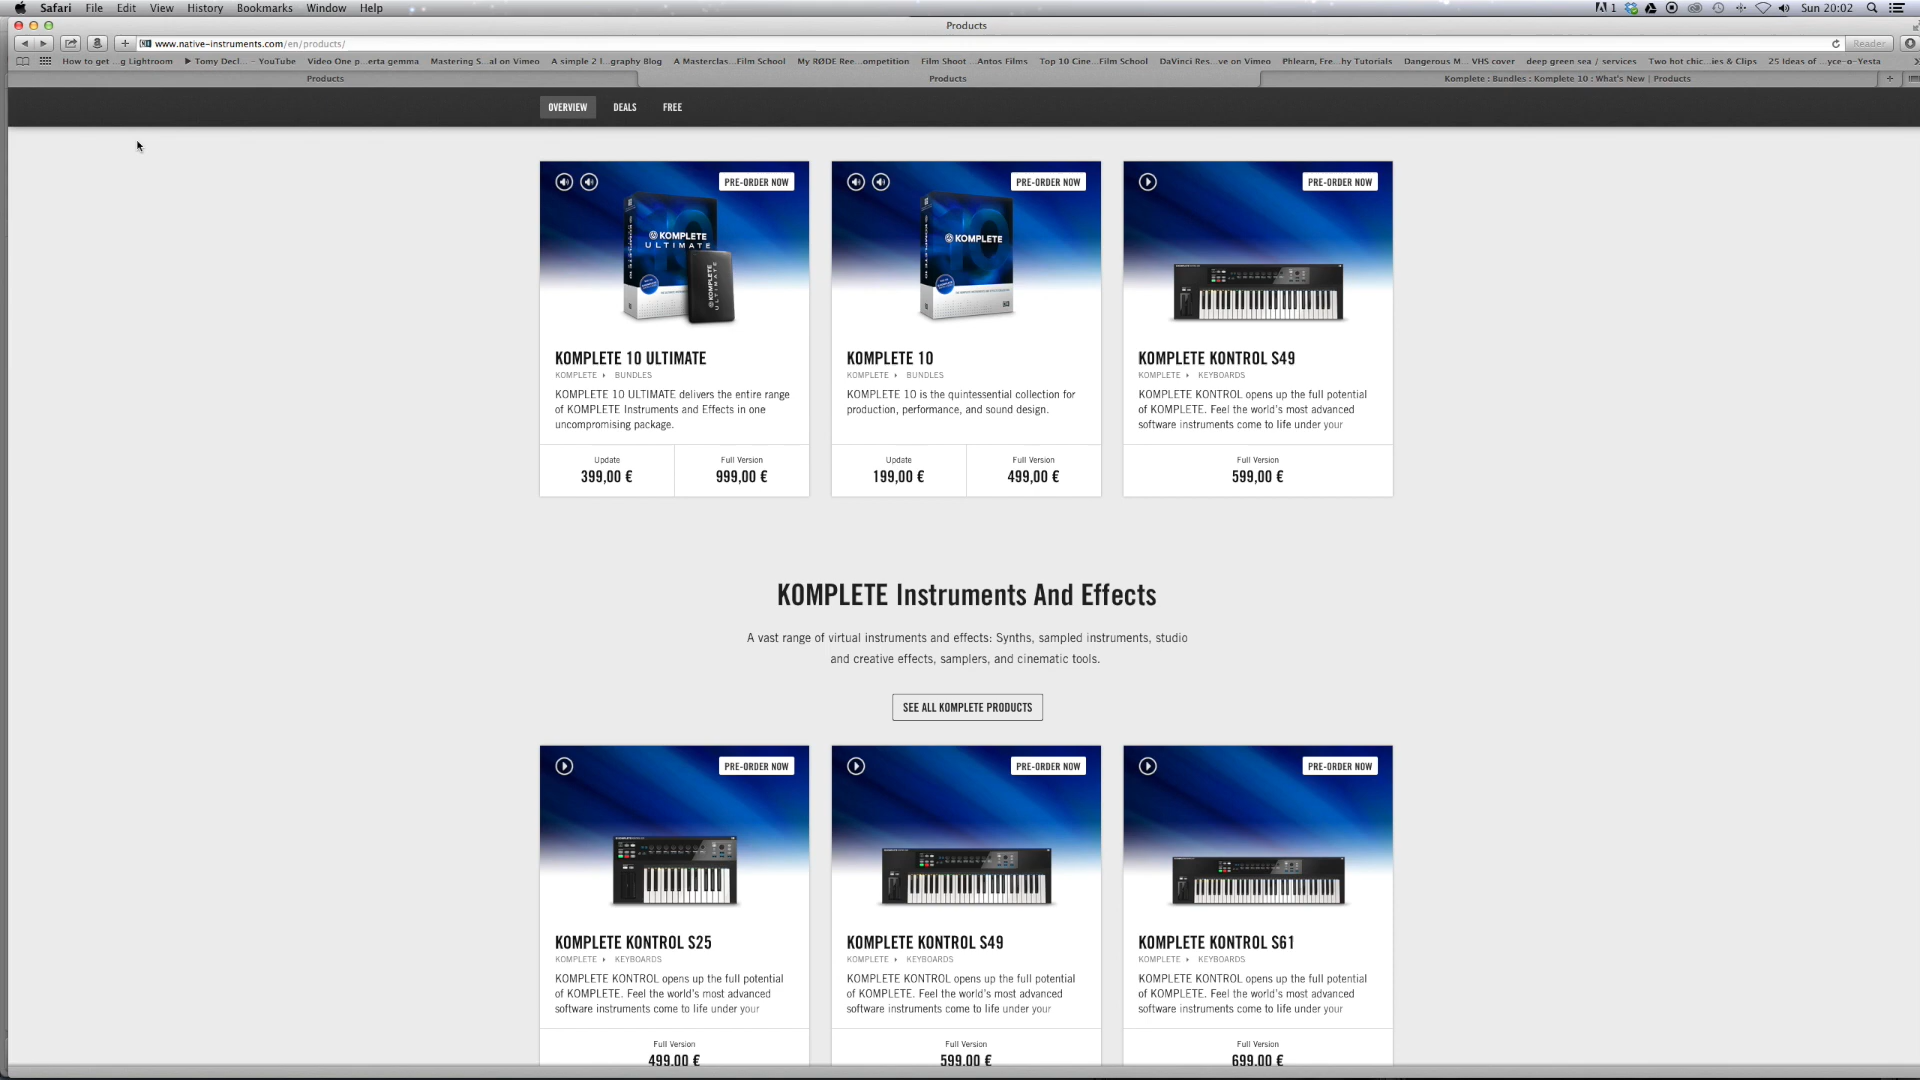 Safari File Edit View History Bookmarks Window Help
1 Sun 20:02
Products
www.native-instruments.com/en/products/
Reader
How to get ...g Lightroom Tomy Decl... – YouTube Video One p...erta gemma Mastering S...al on Vimeo A simple 2 l...graphy Blog A Masterclas...Film School My RØDE Ree...ompetition Film Shoot ...Antos Films Top 10 Cine...Film School DaVinci Res...ve on Vimeo Phlearn, Fre...by Tutorials Dangerous M... VHS cover deep green sea / services Two hot chic...ies & Clips 25 Ideas of ...yce-o-Yesta
Products Products Komplete : Bundles : Komplete 10 : What's New | Products
OVERVIEW DEALS FREE
PRE-ORDER NOW PRE-ORDER NOW PRE-ORDER NOW
KOMPLETE
ULTIMATE
KOMPLETE
ULTIMATE
10
KOMPLETE
KOMPLETE 10 ULTIMATE
KOMPLETE BUNDLES
KOMPLETE 10 ULTIMATE delivers the entire range
of KOMPLETE Instruments and Effects in one
uncompromising package.
Update Full Version
399,00 € 999,00 €
KOMPLETE 10
KOMPLETE BUNDLES
KOMPLETE 10 is the quintessential collection for
production, performance, and sound design.
Update Full Version
199,00 € 499,00 €
KOMPLETE KONTROL S49
KOMPLETE KEYBOARDS
KOMPLETE KONTROL opens up the full potential
of KOMPLETE. Feel the world's most advanced
software instruments come to life under your
Full Version
599,00 €
KOMPLETE Instruments And Effects
A vast range of virtual instruments and effects: Synths, sampled instruments, studio
and creative effects, samplers, and cinematic tools.
SEE ALL KOMPLETE PRODUCTS
PRE-ORDER NOW PRE-ORDER NOW PRE-ORDER NOW
KOMPLETE KONTROL S25
KOMPLETE KEYBOARDS
KOMPLETE KONTROL opens up the full potential
of KOMPLETE. Feel the world's most advanced
software instruments come to life under your
Full Version
499,00 €
KOMPLETE KONTROL S49
KOMPLETE KEYBOARDS
KOMPLETE KONTROL opens up the full potential
of KOMPLETE. Feel the world's most advanced
software instruments come to life under your
Full Version
599,00 €
KOMPLETE KONTROL S61
KOMPLETE KEYBOARDS
KOMPLETE KONTROL opens up the full potential
of KOMPLETE. Feel the world's most advanced
software instruments come to life under your
Full Version
699,00 €